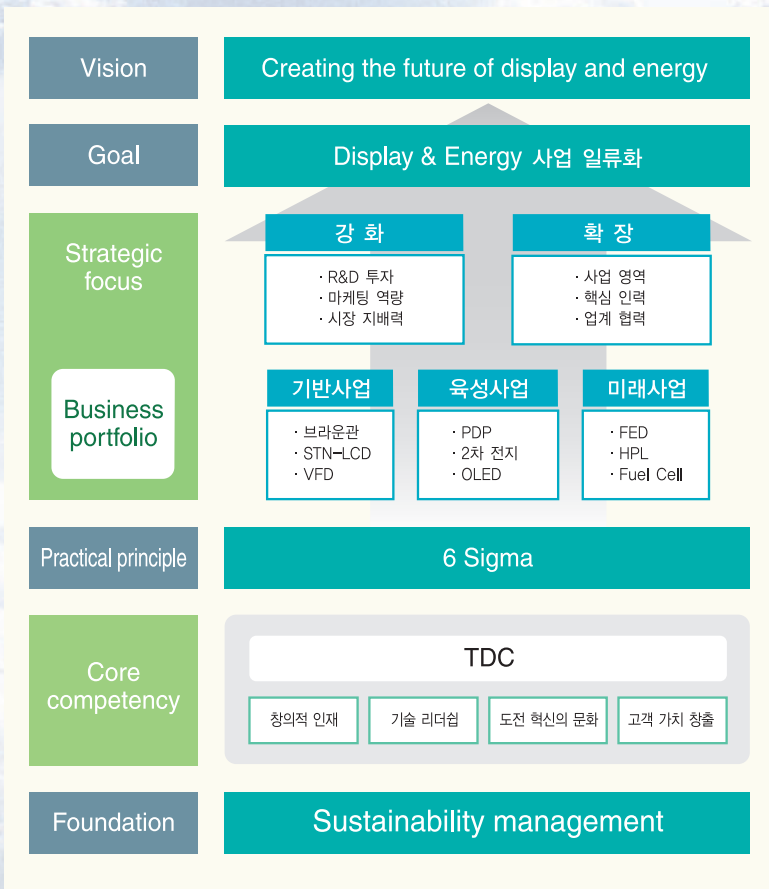 Vision
Creating the future of display and energy
Goal
Display & Energy 사업 일류화
Strategic
focus
강 화
· R&D 투자
· 마케팅 역량
· 시장 지배력
확 장
· 사업 영역
· 핵심 인력
· 업계 협력
Business
portfolio
기반사업
· 브라운관
· STN-LCD
· VFD
육성사업
· PDP
· 2차 전지
· OLED
미래사업
· FED
· HPL
· Fuel Cell
Practical principle
6 Sigma
Core
competency
TDC
창의적 인재
기술 리더쉽
도전 혁신의 문화
고객 가치 창출
Foundation
Sustainability management